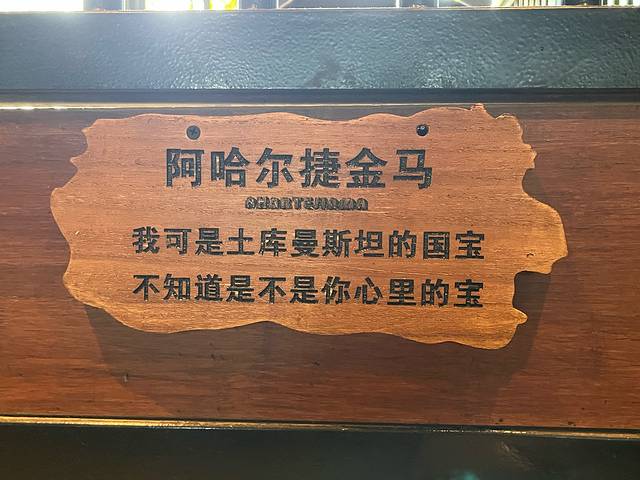 阿哈尔捷金马
我可是土库曼斯坦的国宝
不知道是不是你心里的宝